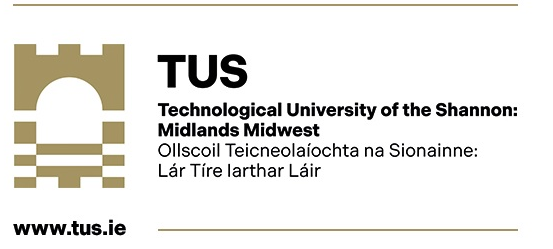 TUS
Technological University of the Shannon:
Midlands Midwest
Ollscoil Teicneolaíochta na Sionainne:
Lár Tíre Iarthar Láir
www.tus.ie